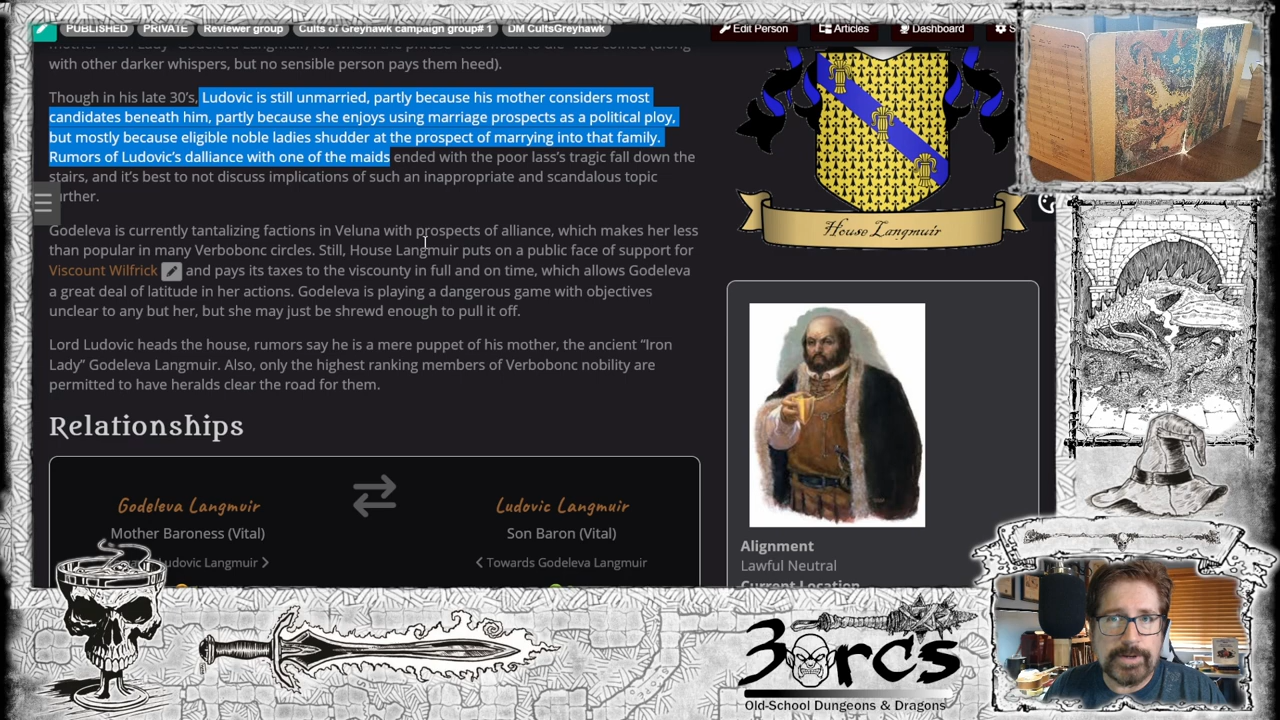 PUBLISHED
PRIVATE
Reviewer group
Cults of Greyhawk campaign group# 1
DM CultsGreyhawk
Edit Person
Articles
Dashboard
with other darker whispers, but no sensible person pays them heed).
Though in his late 30's, Ludovic is still unmarried, partly because his mother considers most
candidates beneath him, partly because she enjoys using marriage prospects as a political ploy,
but mostly because eligible noble ladies shudder at the prospect of marrying into that family.
Rumors of Ludovic's dalliance with one of the maids ended with the poor lass's tragic fall down the
stairs, and it's best to not discuss implications of such an inappropriate and scandalous topic
further.
Godeleva is currently tantalizing factions in Veluna with prospects of alliance, which makes her less
than popular in many Verbobonc circles. Still, House Langmuir puts on a public face of support for
Viscount Wilfrick and pays its taxes to the viscounty in full and on time, which allows Godeleva
a great deal of latitude in her actions. Godeleva is playing a dangerous game with objectives
unclear to any but her, but she may just be shrewd enough to pull it off.
Lord Ludovic heads the house, rumors say he is a mere puppet of his mother, the ancient “Iron
Lady” Godeleva Langmuir. Also, only the highest ranking members of Verbobonc nobility are
permitted to have heralds clear the road for them.
Relationships
Godeleva Langmuir
Mother Baroness (Vital)
udovic Langmuir
Ludovic Langmuir
Son Baron (Vital)
Towards Godeleva Langmuir
House Langmuir
Alignment
Lawful Neutral
Current Location
3 orcs
Old-School Dungeons & Dragons